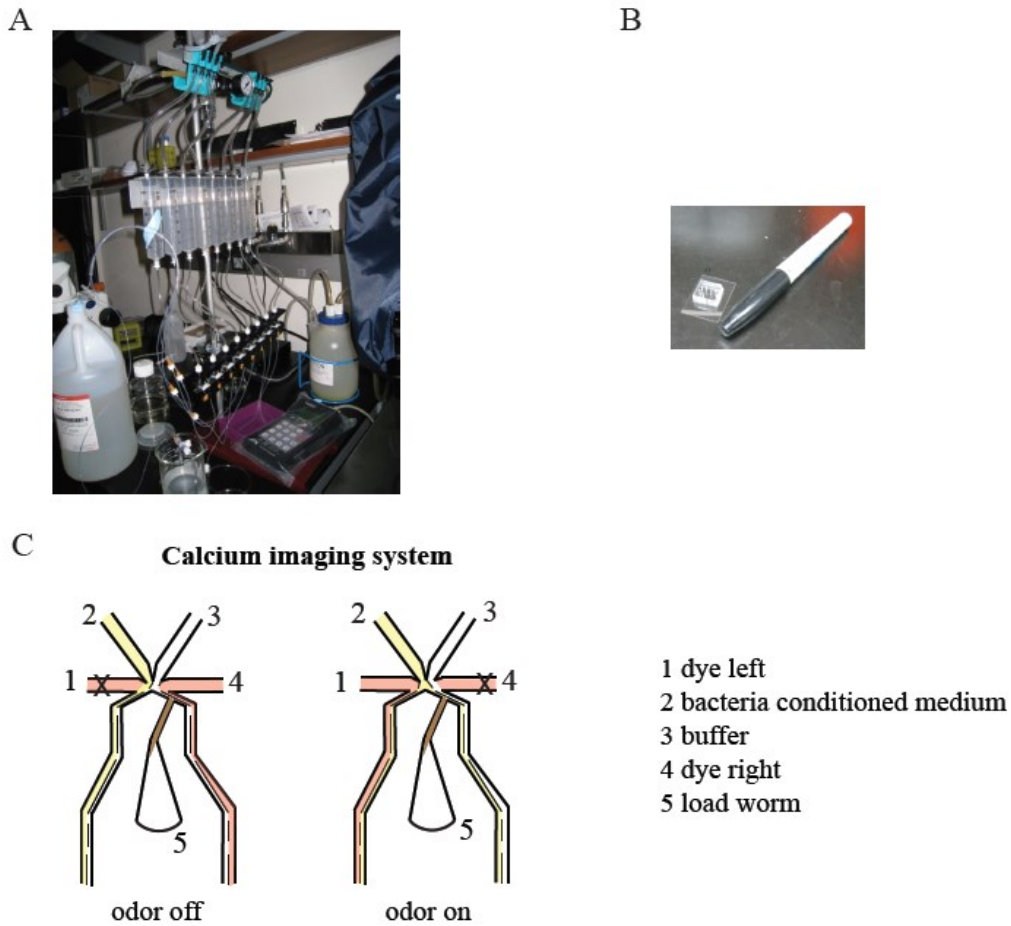 A
B
C
Calcium imaging system
2
3
1
4
5
odor off
2
3
1
4
5
odor on
1 dye left
2 bacteria conditioned medium
3 buffer
4 dye right
5 load worm